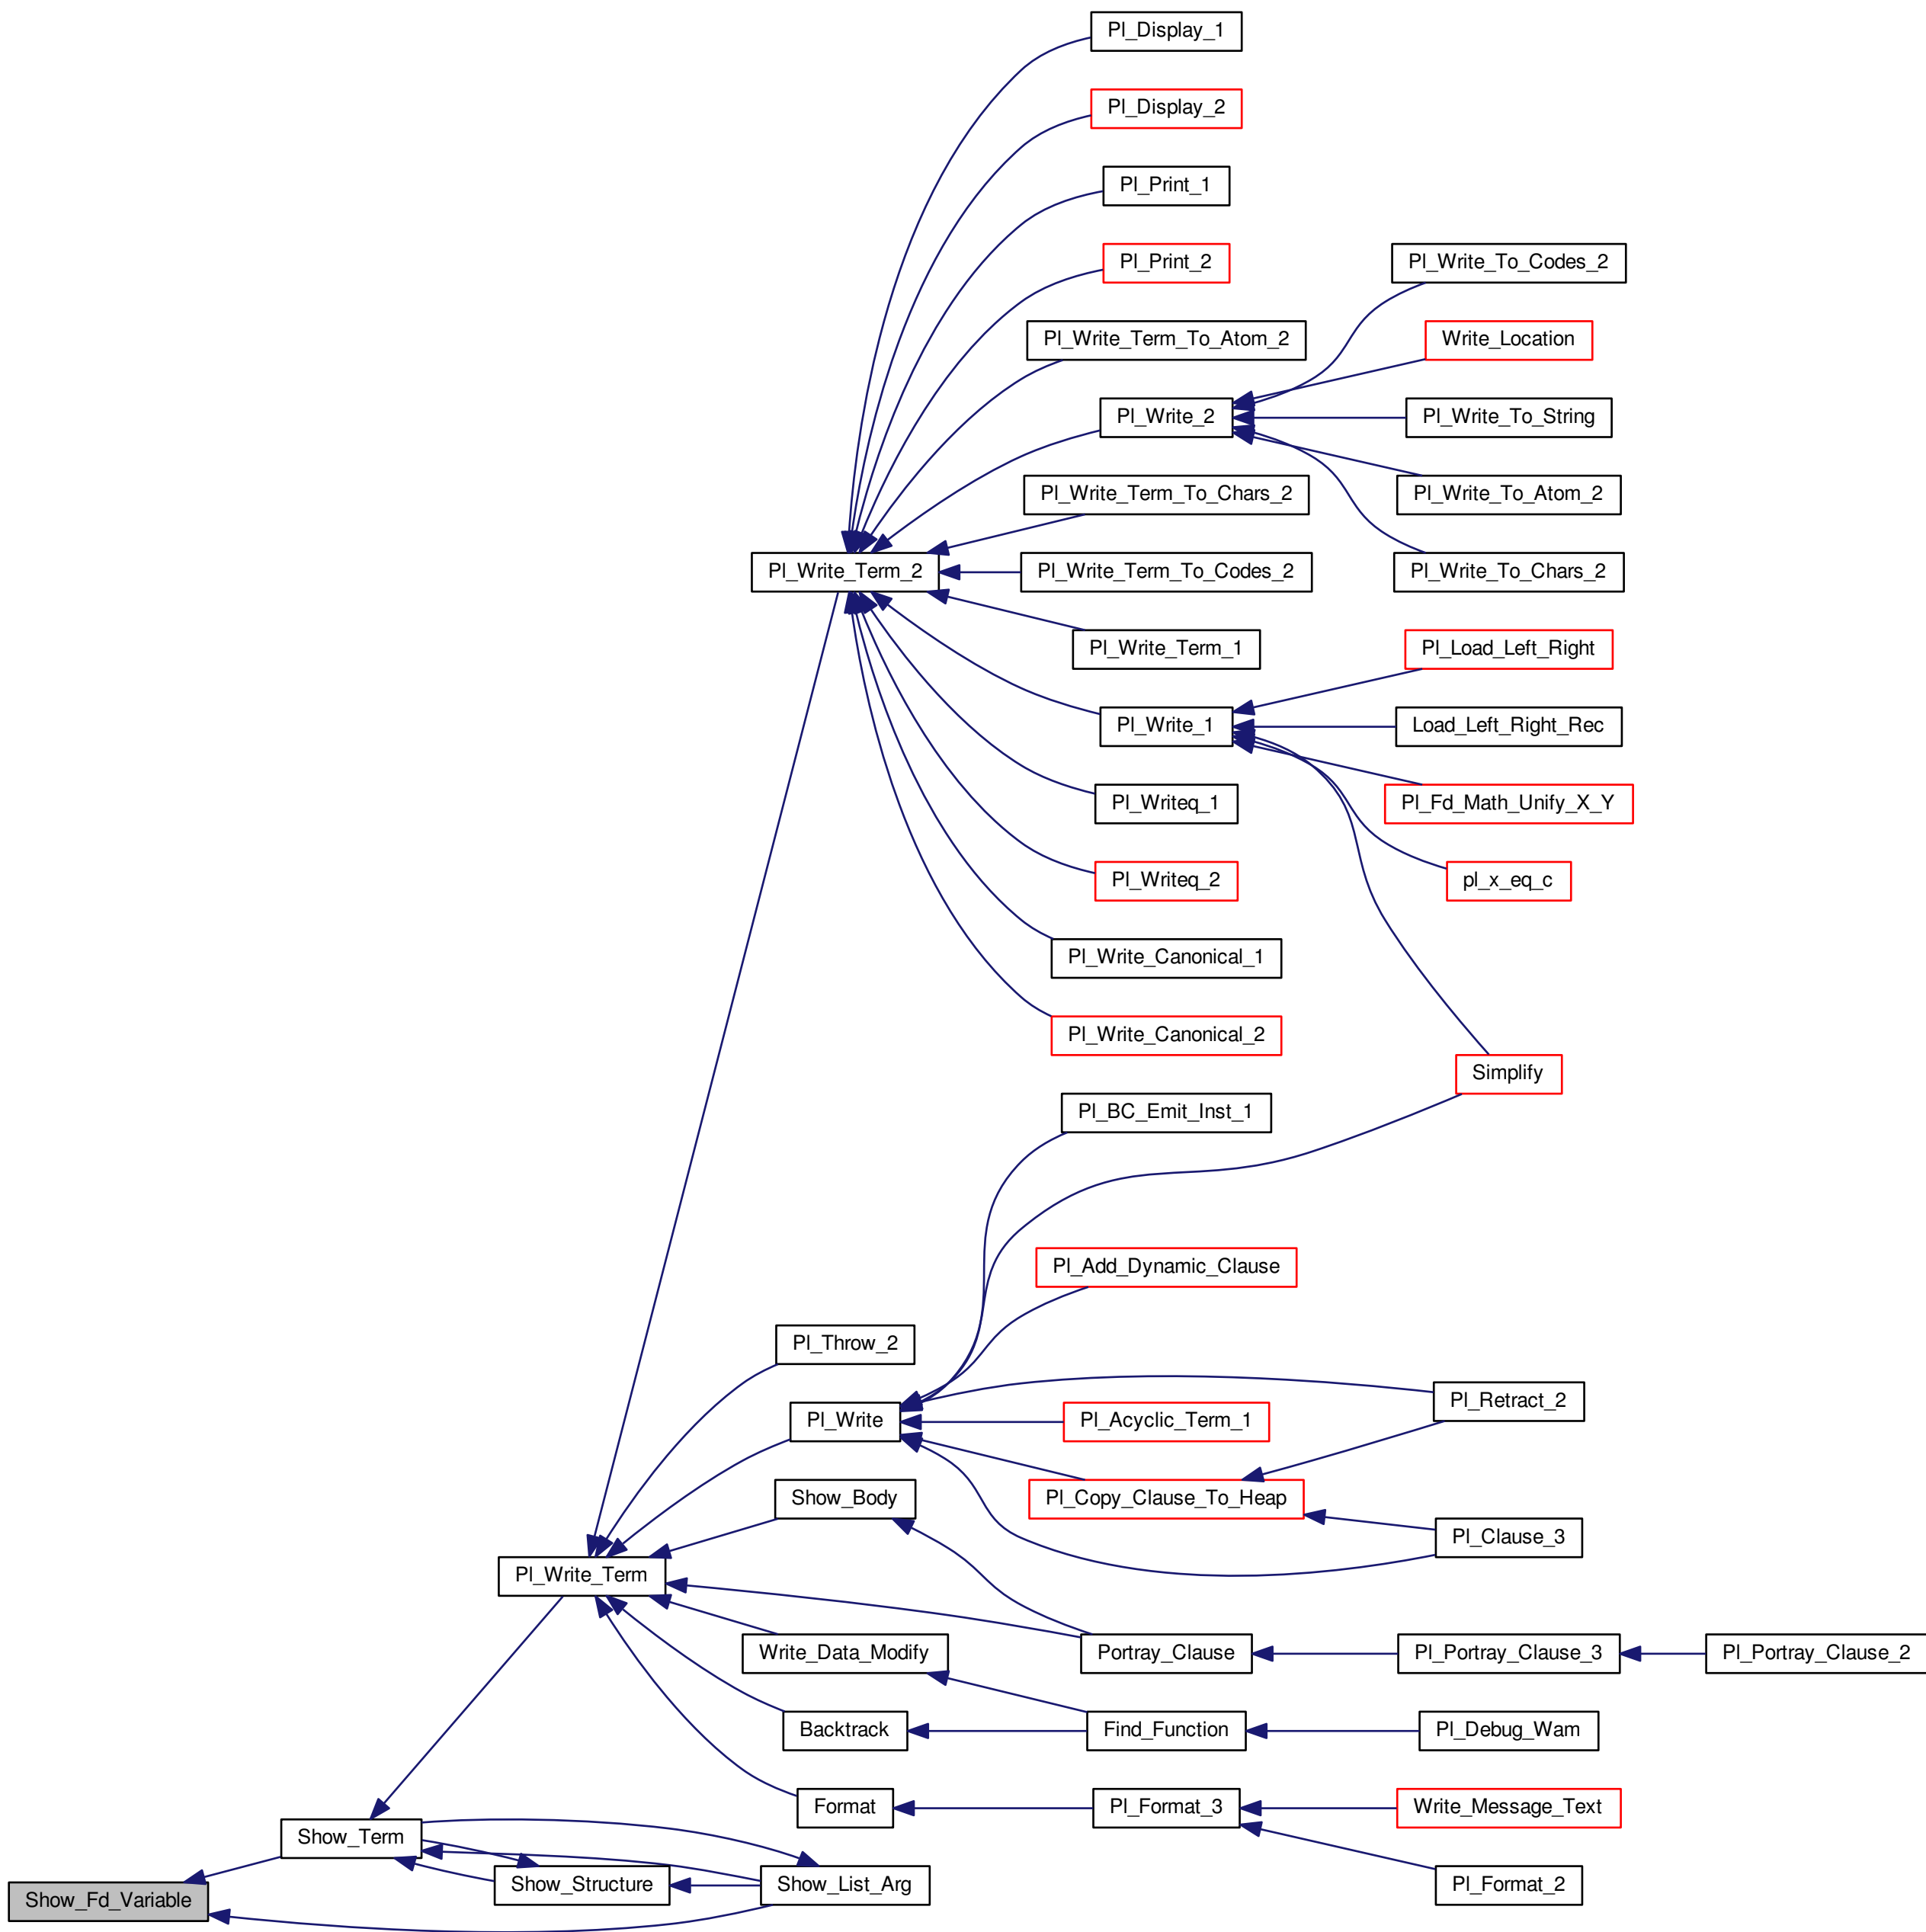 Pl_Display_1
Pl_Display_2
Pl_Print_1
Pl_Print_2
Pl_Write_To_Codes_2
Pl_Write_Term_To_Atom_2
Write_Location
Pl_Write_2
Pl_Write_To_String
Pl_Write_Term_To_Chars_2
Pl_Write_To_Atom_2
Pl_Write_Term_2
Pl_Write_Term_To_Codes_2
Pl_Write_To_Chars_2
Pl_Write_Term_1
Pl_Load_Left_Right
Pl_Write_1
Load_Left_Right_Rec
Pl_Writeq_1
Pl_Fd_Math_Unify_X_Y
Pl_Writeq_2
pl_x_eq_c
Pl_Write_Canonical_1
Pl_Write_Canonical_2
Simplify
Pl_BC_Emit_Inst_1
Pl_Add_Dynamic_Clause
Pl_Throw_2
Pl_Retract_2
Pl_Write
Pl_Acyclic_Term_1
Show_Body
Pl_Copy_Clause_To_Heap
Pl_Clause_3
Pl_Write_Term
Write_Data_Modify
Portray_Clause
Pl_Portray_Clause_3
Pl_Portray_Clause_2
Backtrack
Find_Function
Pl_Debug_Wam
Format
Pl_Format_3
Write_Message_Text
Show_Term
Show_Structure
Show_List_Arg
Pl_Format_2
Show_Fd_Variable